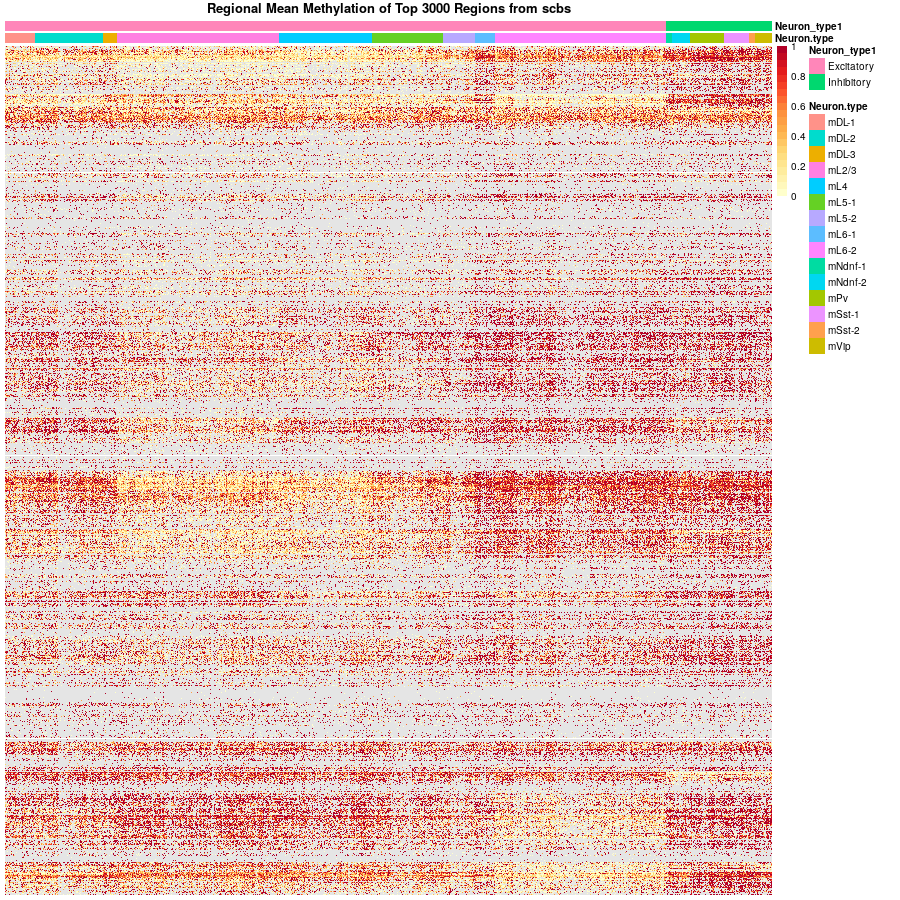 Regional Mean Methylation of Top 3000 Regions from scbs
Neuron_type1
Neuron.type
1
0.8
0.6
0.4
0.2
0
Neuron_type1
Excitatory
Inhibitory
Neuron.type
mDL-1
mDL-2
mDL-3
mL2/3
mL4
mL5-1
mL5-2
mL6-1
mL6-2
mNdnf-1
mNdnf-2
mPv
mSst-1
mSst-2
mVip